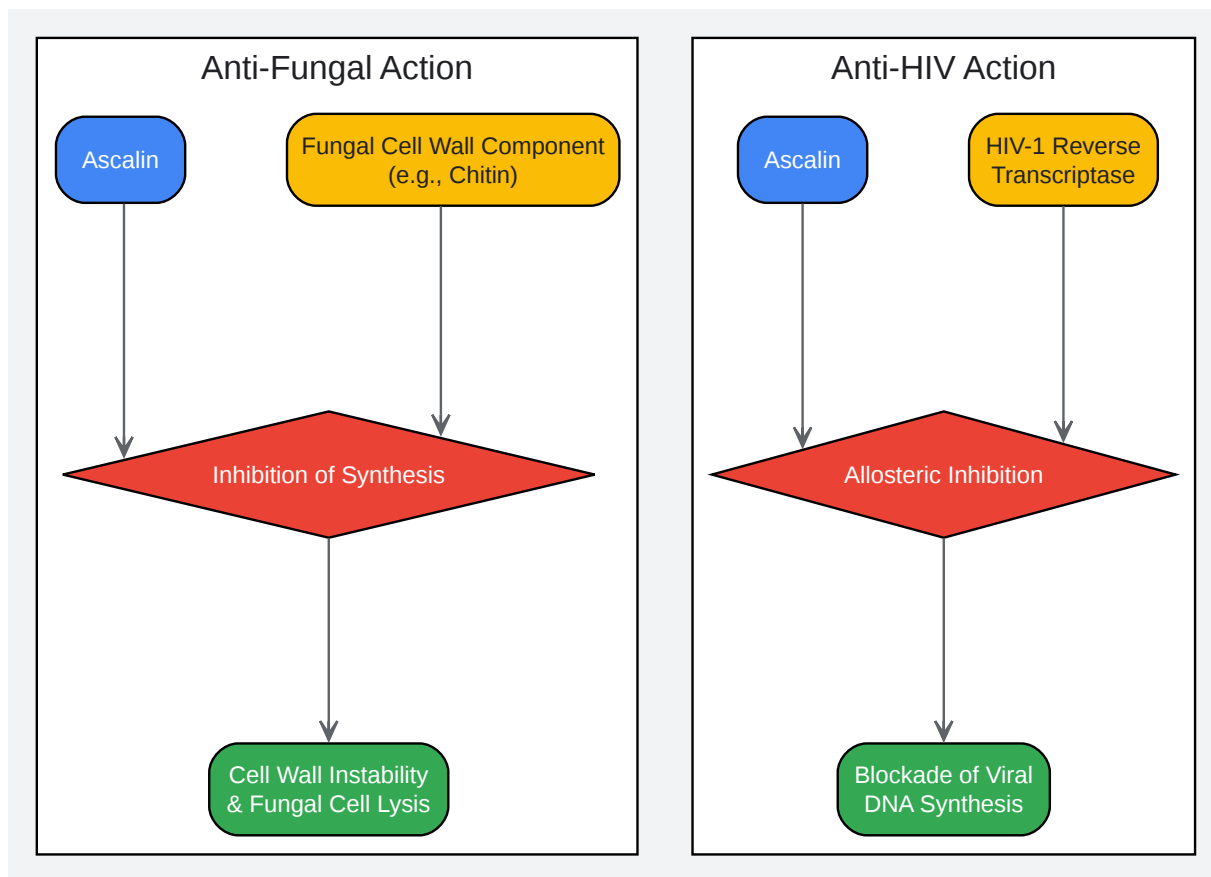 Anti-Fungal Action
Ascalin
Fungal Cell Wall Component
(e.g., Chitin)
Inhibition of Synthesis
Cell Wall Instability
& Fungal Cell Lysis
Anti-HIV Action
Ascalin
HIV-1 Reverse
Transcriptase
Allosteric Inhibition
Blockade of Viral
DNA Synthesis